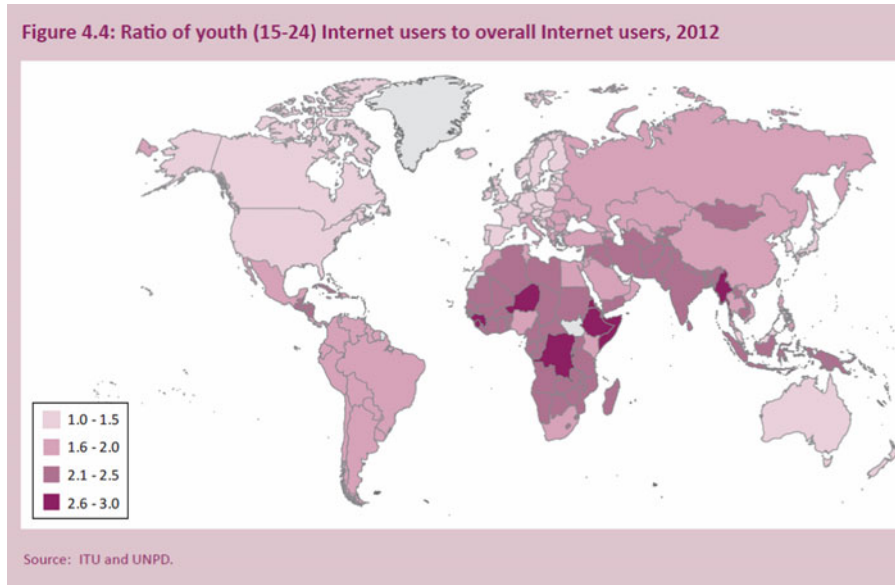 Figure 4.4: Ratio of youth (15-24) Internet users to overall Internet users, 2012
1.0 - 1.5
1.6 - 2.0
2.1 - 2.5
2.6 - 3.0
Source: ITU and UNPD.